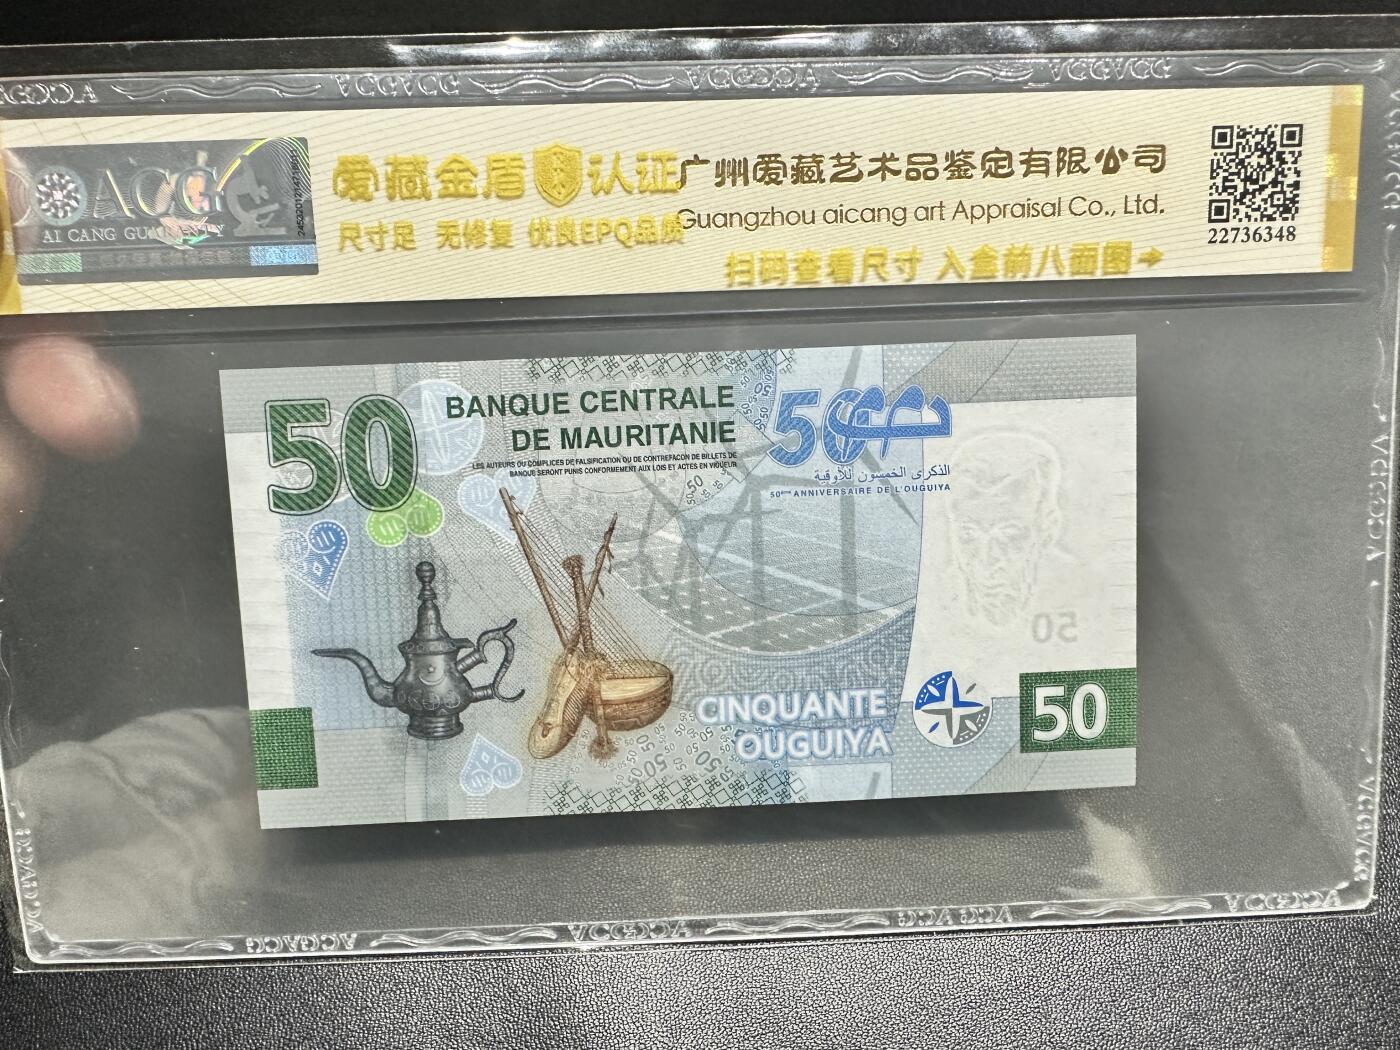 ACG
AI CANG GUARANTY
爱藏金盾 认证
尺寸足 无修复 优良EPQ品质
广州爱藏艺术品鉴定有限公司
Guangzhou aicang art Appraisal Co., Ltd.
扫码查看尺寸 入盒前八面图→
22736348
50
BANQUE CENTRALE
DE MAURITANIE
LES AUTEURS OU COMPLICES DE FALSIFICATION OU DE CONTREFACON DE BILLETS DE
BANQUE SERONT PUNIS CONFORMEMENT AUX LOIS ET ACTES EN VIGUEUR
50
الذكرى الخمسون للأوقية
50ème ANNIVERSAIRE DE L'OUGUIYA
50
CINQUANTE
OUGUIYA
50